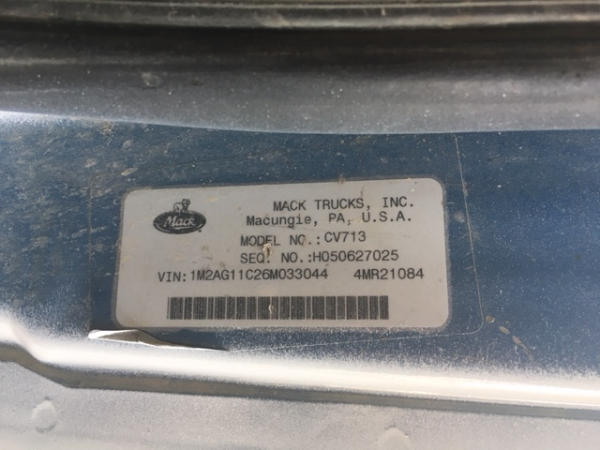 MACK TRUCKS, INC.
Mack
Macungie, PA, U.S.A.
MODEL NO.:CV713
SEQ. NO.:H050627025
VIN:1M2AG11C26M033044 4MR21084